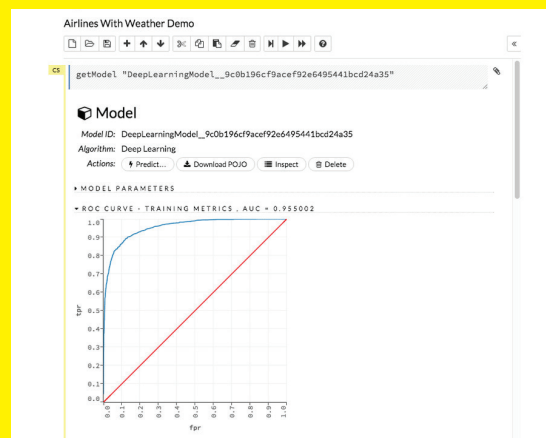 Airlines With Weather Demo
CS
getModel "DeepLearningModel__9c0b196cf9acef92e6495441bcd24a35"
Model
Model ID: DeepLearningModel__9c0b196cf9acef92e6495441bcd24a35
Algorithm: Deep Learning
Actions: Predict... Download POJO Inspect Delete
MODEL PARAMETERS
ROC CURVE - TRAINING METRICS , AUC = 0.955002
1.0
0.9
0.8
0.7
0.6
tpr 0.5
0.4
0.3
0.2
0.1
0.0
0.0 0.1 0.2 0.3 0.4 0.5 0.6 0.7 0.8 0.9 1.0
fpr